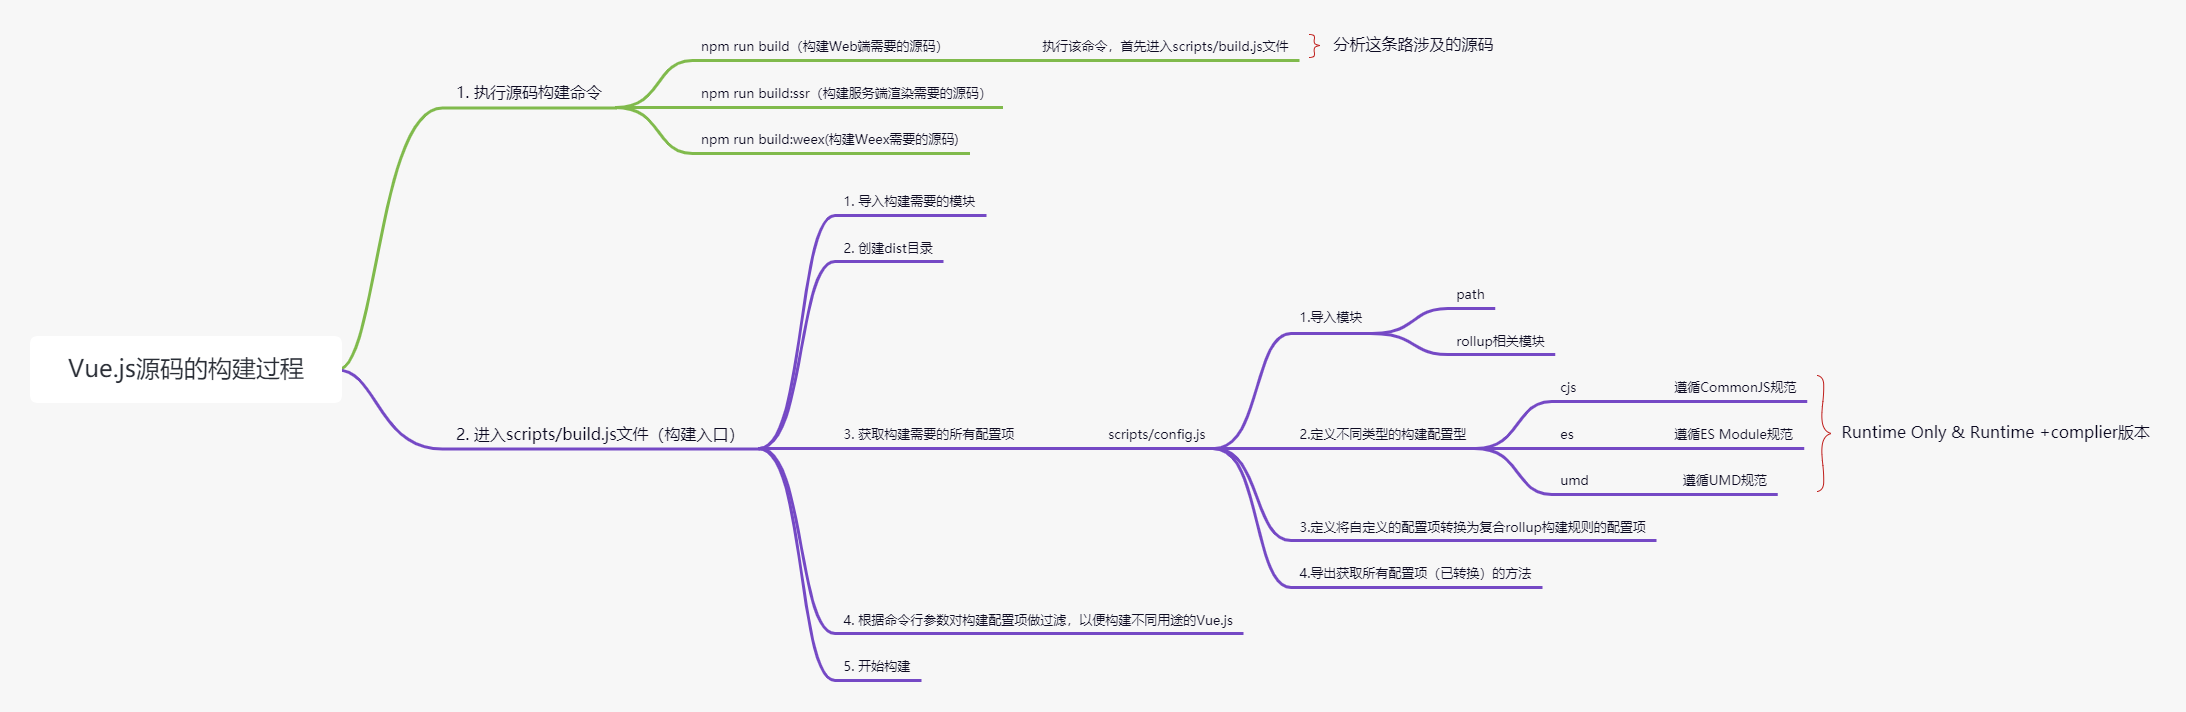 Vue.js源码的构建过程
1. 执行源码构建命令
npm run build（构建Web端需要的源码）
执行该命令，首先进入scripts/build.js文件
分析这条路涉及的源码
npm run build:ssr（构建服务端渲染需要的源码）
npm run build:weex(构建Weex需要的源码)
2. 进入scripts/build.js文件（构建入口）
1. 导入构建需要的模块
2. 创建dist目录
3. 获取构建需要的所有配置项
scripts/config.js
1.导入模块
path
rollup相关模块
2.定义不同类型的构建配置型
cjs
遵循CommonJS规范
es
遵循ES Module规范
umd
遵循UMD规范
Runtime Only & Runtime +complier版本
3.定义将自定义的配置项转换为复合rollup构建规则的配置项
4.导出获取所有配置项（已转换）的方法
4. 根据命令行参数对构建配置项做过滤，以便构建不同用途的Vue.js
5. 开始构建